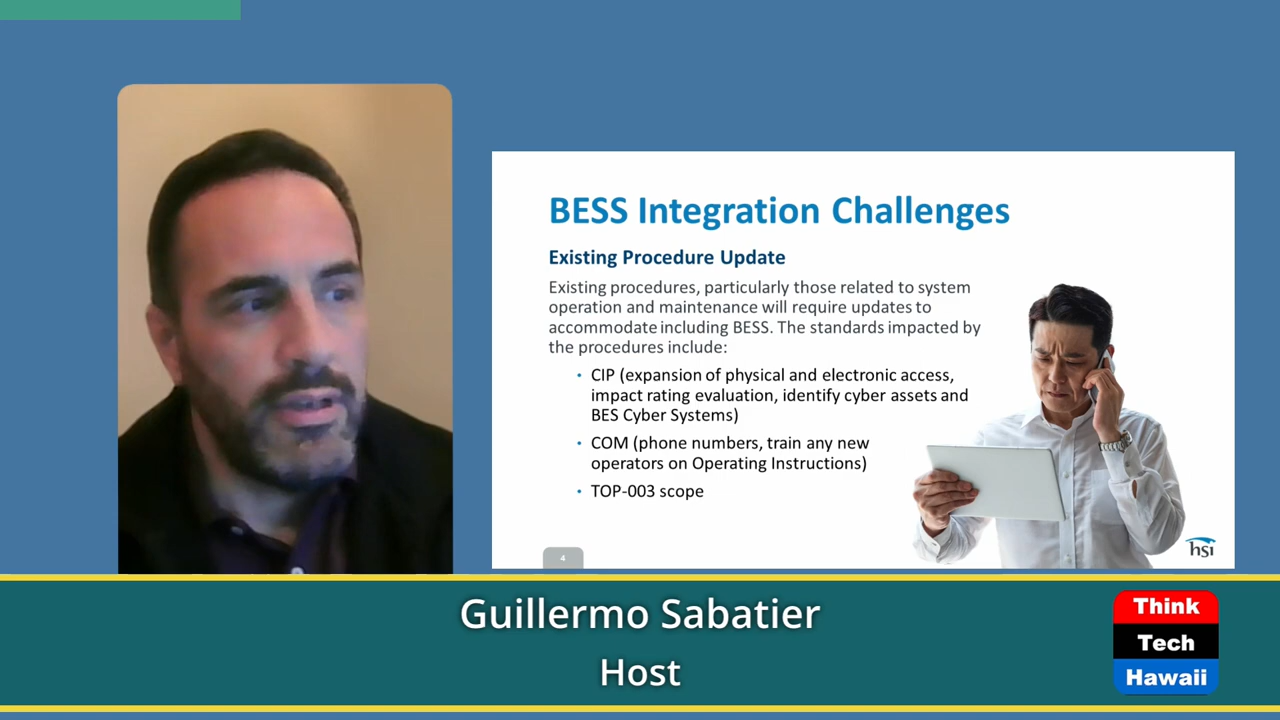 BESS Integration Challenges
Existing Procedure Update
Existing procedures, particularly those related to system
operation and maintenance will require updates to
accommodate including BESS. The standards impacted by
the procedures include:
• CIP (expansion of physical and electronic access,
impact rating evaluation, identify cyber assets and
BES Cyber Systems)
• COM (phone numbers, train any new
operators on Operating Instructions)
• TOP-003 scope
4
hsi
Guillermo Sabatier
Host
Think
Tech
Hawaii